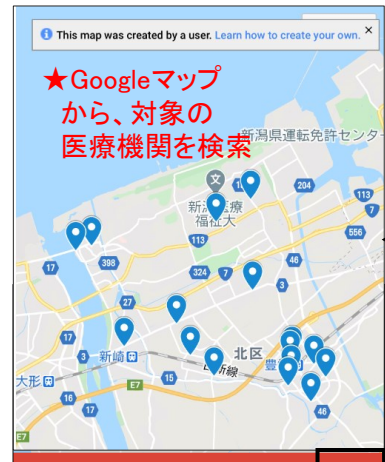 This map was created by a user. Learn how to create your own.
★Googleマップ
から、対象の
医療機関を検索
新潟県運転免許センタ
204
113
新潟医療
福祉大
113
556
17
398
324
7
46
3
27
17
3
新崎
北区
大形
E7
15
白新線
16
17
46
E7